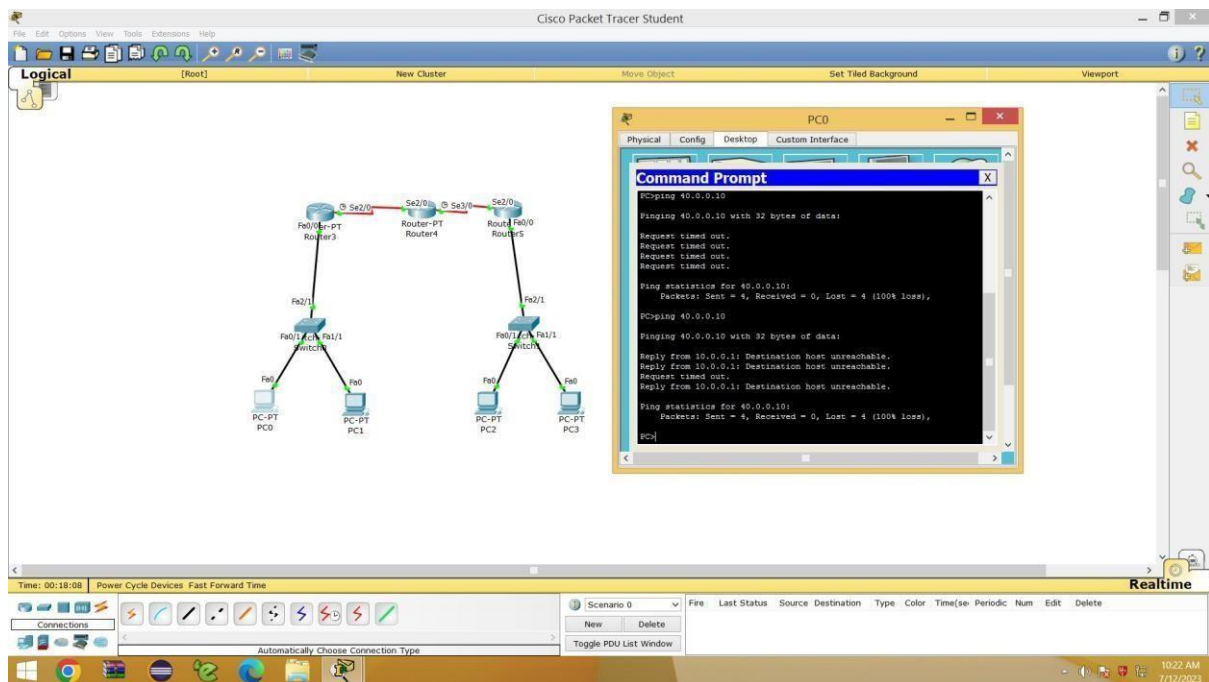 Cisco Packet Tracer Student
File Edit Options View Tools Extensions Help
Logical [Root] New Cluster Move Object Set Tiled Background Viewport
PC0
Physical Config Desktop Custom Interface
Command Prompt X
PC>ping 40.0.0.10
Pinging 40.0.0.10 with 32 bytes of data:
Request timed out.
Request timed out.
Request timed out.
Request timed out.
Ping statistics for 40.0.0.10:
Packets: Sent = 4, Received = 0, Lost = 4 (100% loss),
PC>ping 40.0.0.10
Pinging 40.0.0.10 with 32 bytes of data:
Reply from 10.0.0.1: Destination host unreachable.
Reply from 10.0.0.1: Destination host unreachable.
Request timed out.
Reply from 10.0.0.1: Destination host unreachable.
Ping statistics for 40.0.0.10:
Packets: Sent = 4, Received = 0, Lost = 4 (100% loss),
PC>
Se2/0 Se2/0 Se3/0 Se2/0
Fa0/0 er-PT Router-PT Route Fa0/0
Router3 Router4 Router5
Fa2/1 Fa2/1
Fa0/1 tch Fa1/1 Fa0/1 tch Fa1/1
Fa0 Fa0 Fa0 Fa0
PC-PT PC-PT PC-PT PC-PT
PC0 PC1 PC2 PC3
Time: 00:18:08 Power Cycle Devices Fast Forward Time Realtime
Connections
Automatically Choose Connection Type
Scenario 0
New Delete
Toggle PDU List Window
Fire Last Status Source Destination Type Color Time(se Periodic Num Edit Delete
10:22 AM
7/12/2023